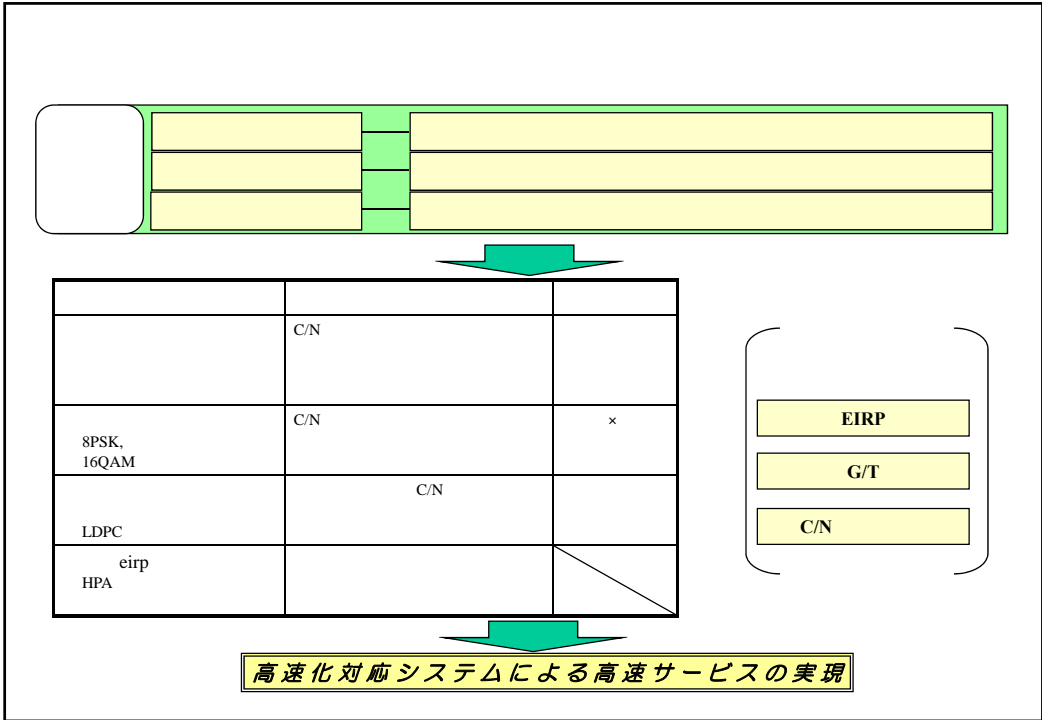 C/N
C/N
×
8PSK,
16QAM
C/N
LDPC
eirp
HPA
EIRP
G/T
C/N
高速化対応システムによる高速サービスの実現